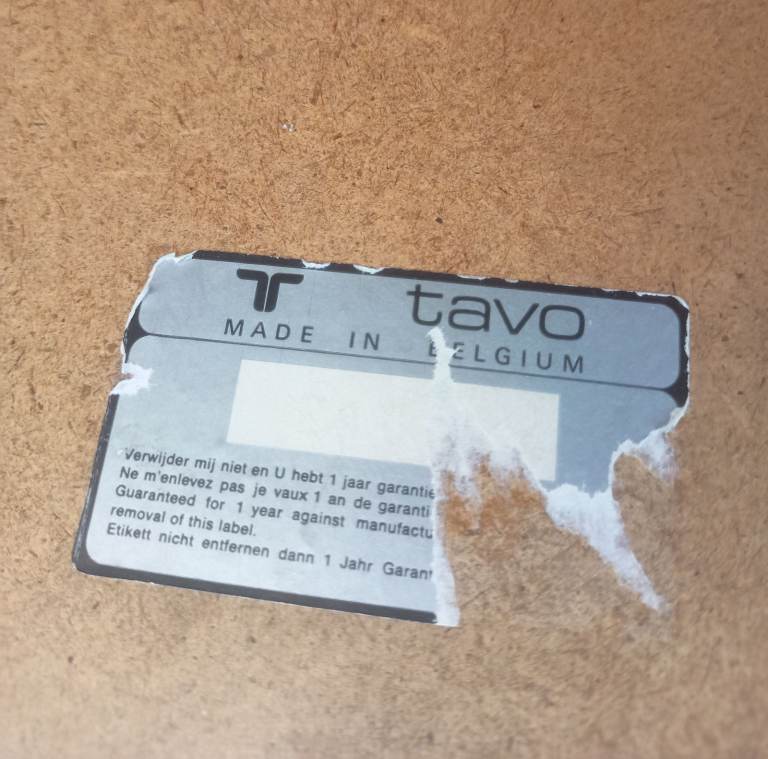 T tavo
MADE IN BELGIUM
Verwijder mij niet en U hebt 1 jaar garantie
Ne m'enlevez pas je vaux 1 an de garanti
Guaranteed for 1 year against manufactu
removal of this label.
Etikett nicht entfernen dann 1 Jahr Garant